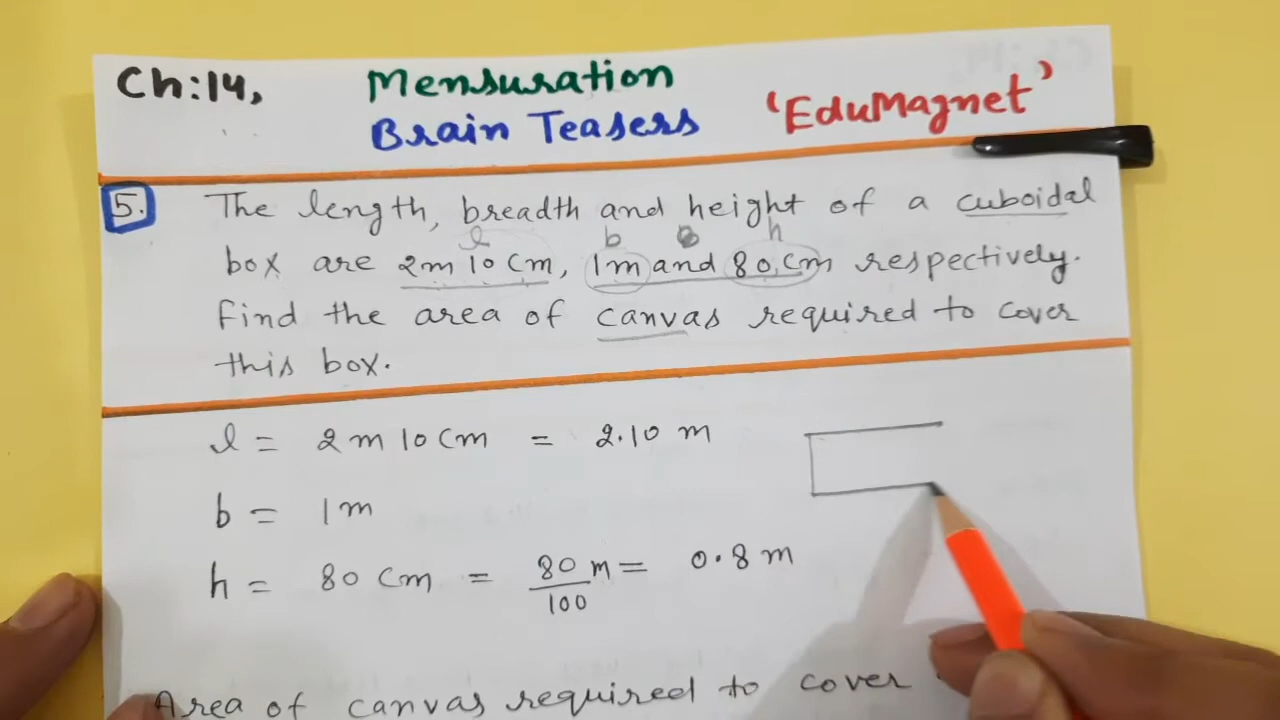 Ch:14, Mensuration
Brain Teasers 'EduMagnet'
5. The length, breadth and height of a cuboidal
l b h
box are 2m 10 cm, 1m and 80 cm respectively.
Find the area of canvas required to cover
this box.
l = 2m 10 cm = 2.10 m
b = 1m
h = 80 cm = 80/100 m = 0.8 m
Area of canvas required to cover